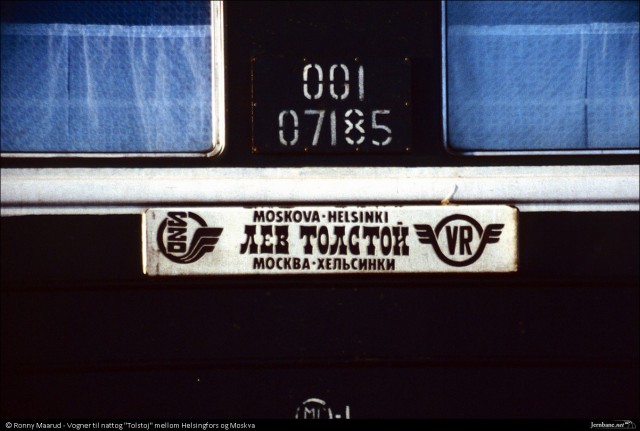 001
07185
MOSKOVA·HELSINKI
ЛЕВ ТОЛСТОЙ
VR
МОСКВА·ХЕЛЬСИНКИ
© Ronny Maarud - Vogner til nattog "Tolstoj" mellom Helsingfors og Moskva
Jernbane.net